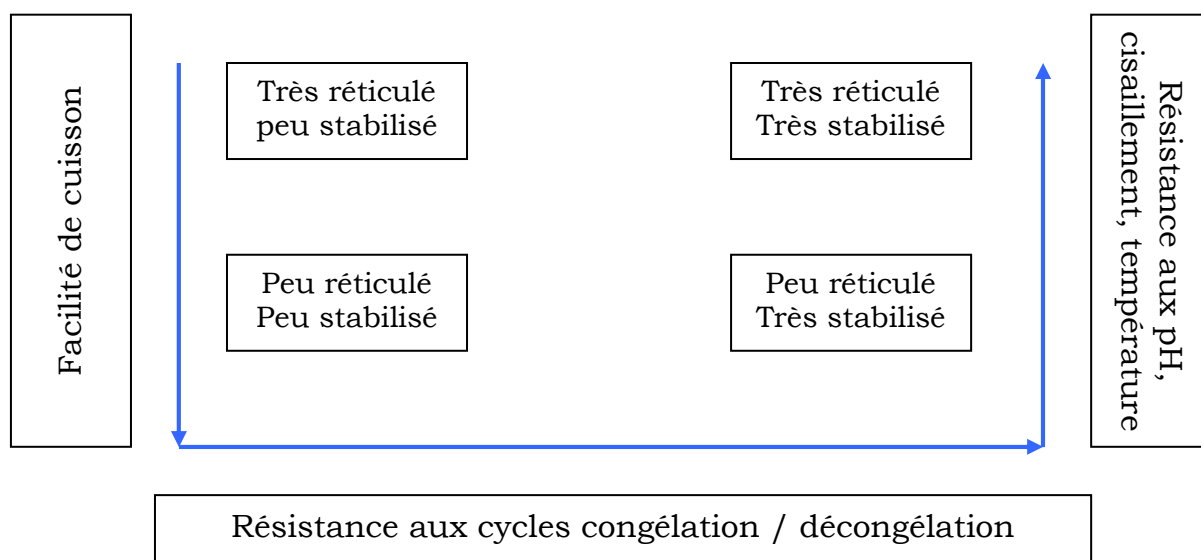 Facilité de cuisson
Très réticulé
peu stabilisé
Très réticulé
Très stabilisé
Peu réticulé
Peu stabilisé
Peu réticulé
Très stabilisé
Résistance aux pH,
cisaillement, température
Résistance aux cycles congélation / décongélation